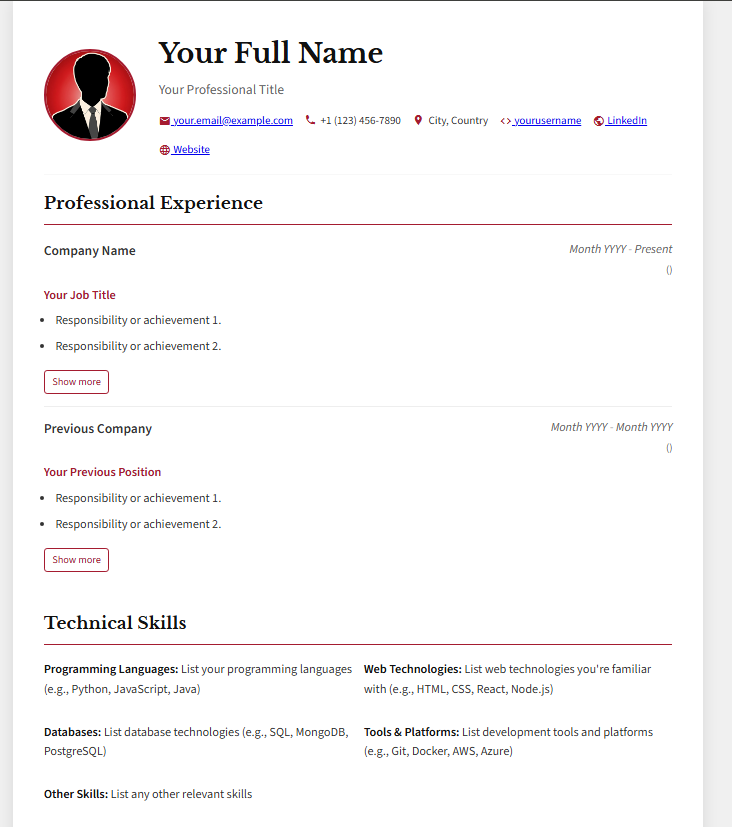 Your Full Name
Your Professional Title
your.email@example.com +1 (123) 456-7890 City, Country yourusername LinkedIn
Website
Professional Experience
Company Name Month YYYY - Present
()
Your Job Title
• Responsibility or achievement 1.
• Responsibility or achievement 2.
Show more
Previous Company Month YYYY - Month YYYY
()
Your Previous Position
• Responsibility or achievement 1.
• Responsibility or achievement 2.
Show more
Technical Skills
Programming Languages: List your programming languages
(e.g., Python, JavaScript, Java)
Web Technologies: List web technologies you're familiar
with (e.g., HTML, CSS, React, Node.js)
Databases: List database technologies (e.g., SQL, MongoDB,
PostgreSQL)
Tools & Platforms: List development tools and platforms
(e.g., Git, Docker, AWS, Azure)
Other Skills: List any other relevant skills